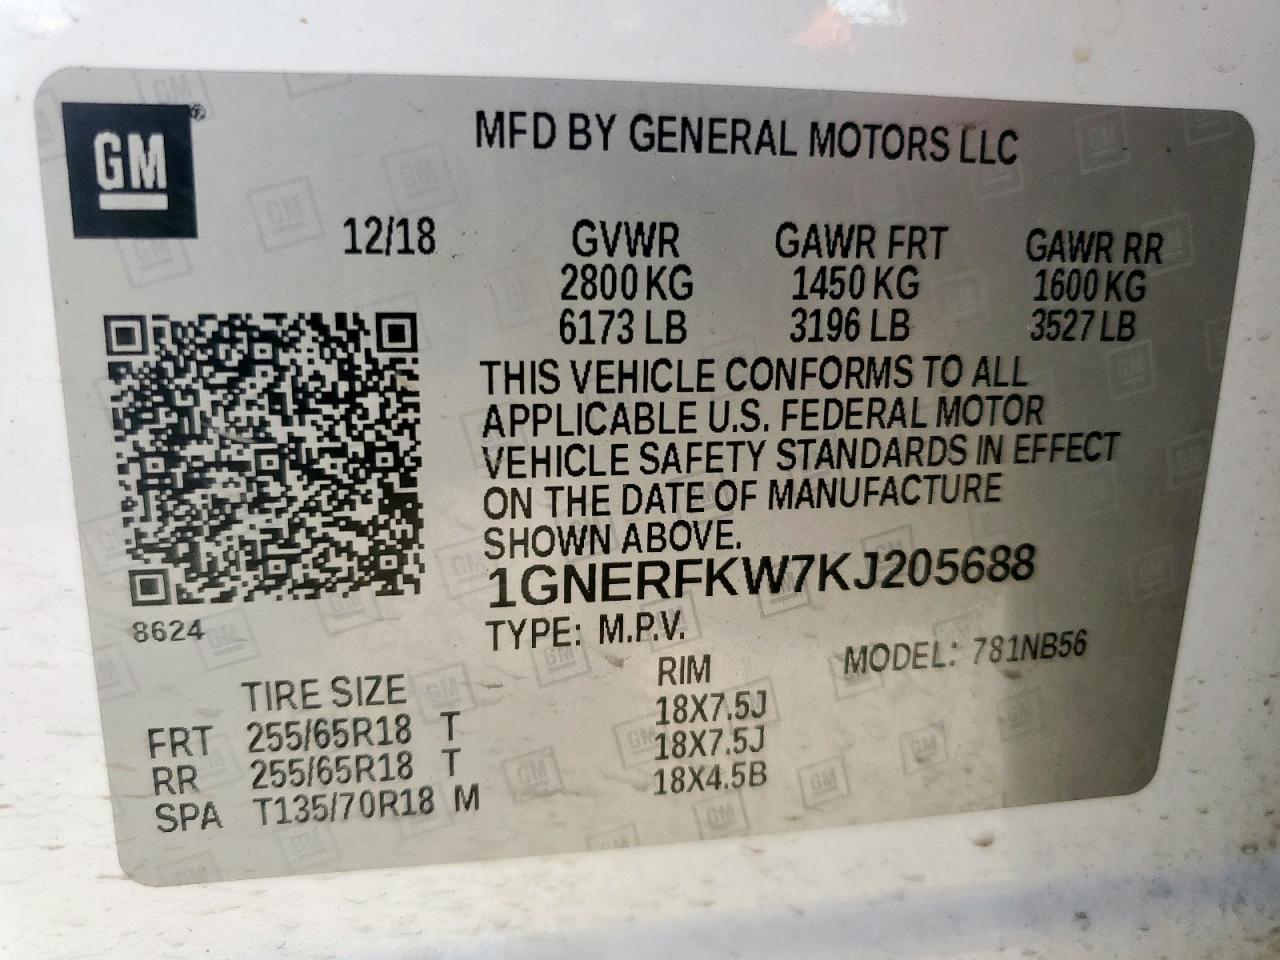 GM®
MFD BY GENERAL MOTORS LLC
12/18
GVWR GAWR FRT GAWR RR
2800 KG 1450 KG 1600 KG
6173 LB 3196 LB 3527 LB
THIS VEHICLE CONFORMS TO ALL
APPLICABLE U.S. FEDERAL MOTOR
VEHICLE SAFETY STANDARDS IN EFFECT
ON THE DATE OF MANUFACTURE
SHOWN ABOVE.
1GNERFKW7KJ205688
8624
TYPE: M.P.V. MODEL: 781NB56
TIRE SIZE RIM
FRT 255/65R18 T 18X7.5J
RR 255/65R18 T 18X7.5J
SPA T135/70R18 M 18X4.5B